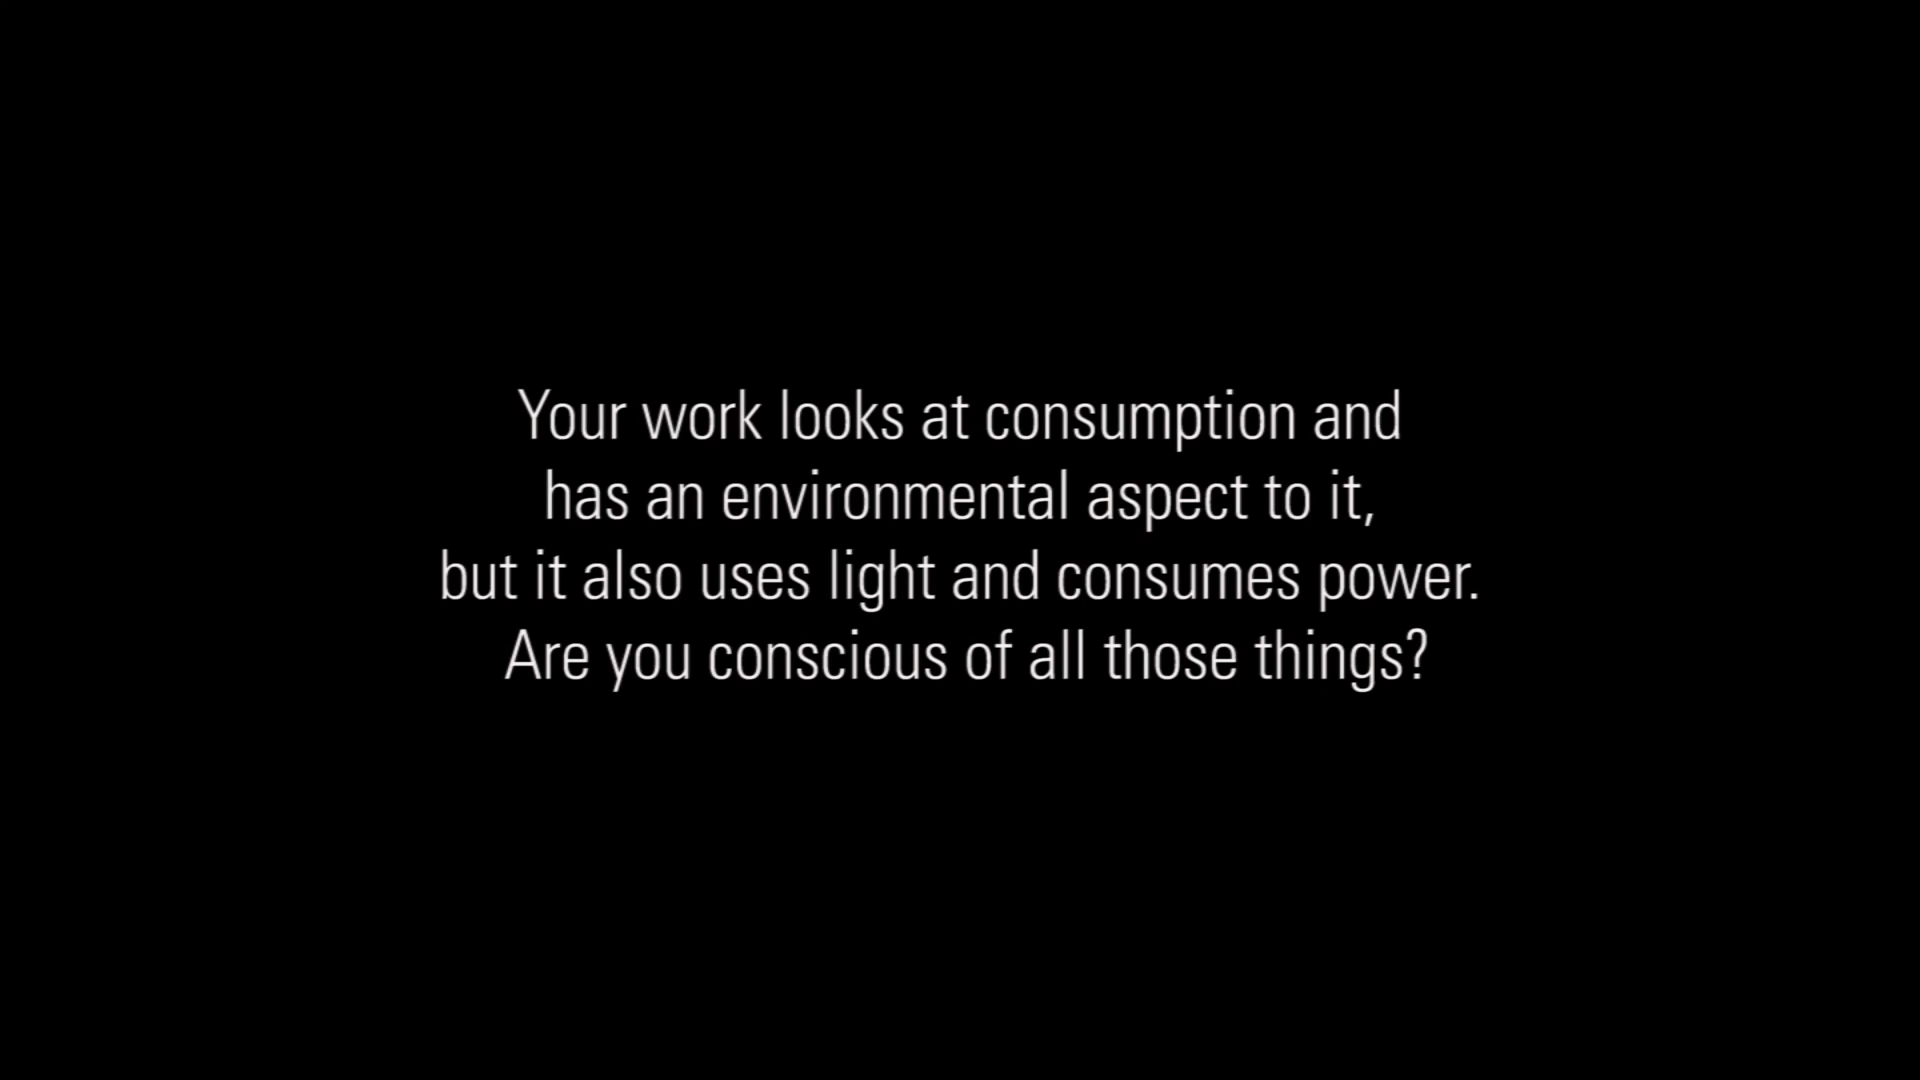 Your work looks at consumption and
has an environmental aspect to it,
but it also uses light and consumes power.
Are you conscious of all those things?